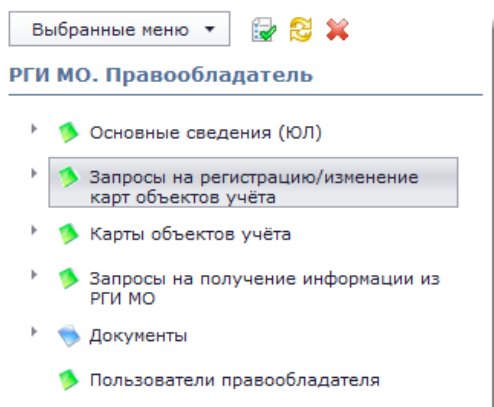 Выбранные меню
РГИ МО. Правообладатель
Основные сведения (ЮЛ)
Запросы на регистрацию/изменение
карт объектов учёта
Карты объектов учёта
Запросы на получение информации из
РГИ МО
Документы
Пользователи правообладателя